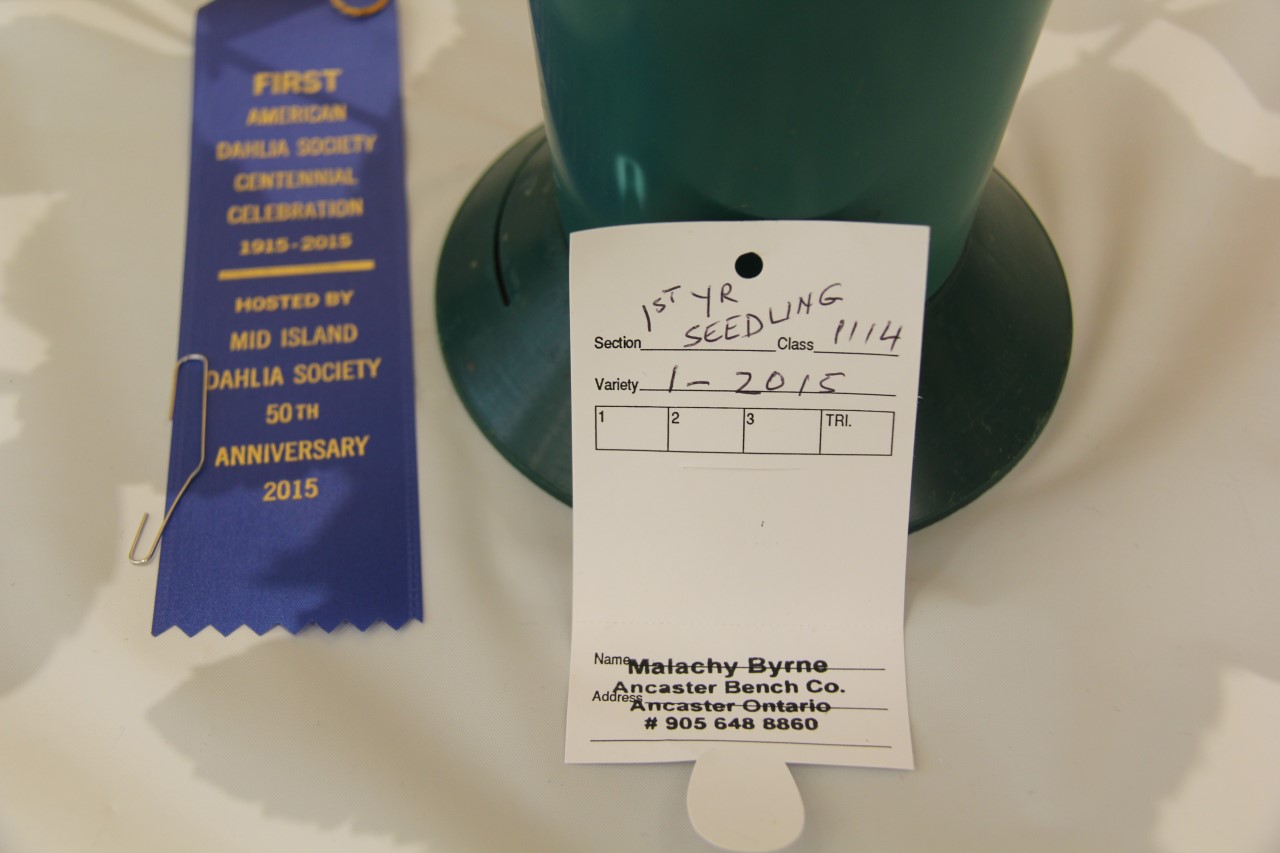 FIRST
AMERICAN
DAHLIA SOCIETY
CENTENNIAL
CELEBRATION
1915-2015
HOSTED BY
MID ISLAND
DAHLIA SOCIETY
50TH
ANNIVERSARY
2015
1ST YR
Section SEEDLING Class 1114
Variety 1-2015
1 2 3 TRI.
Name Malachy Byrne
Ancaster Bench Co.
Address Ancaster Ontario
# 905 648 8860